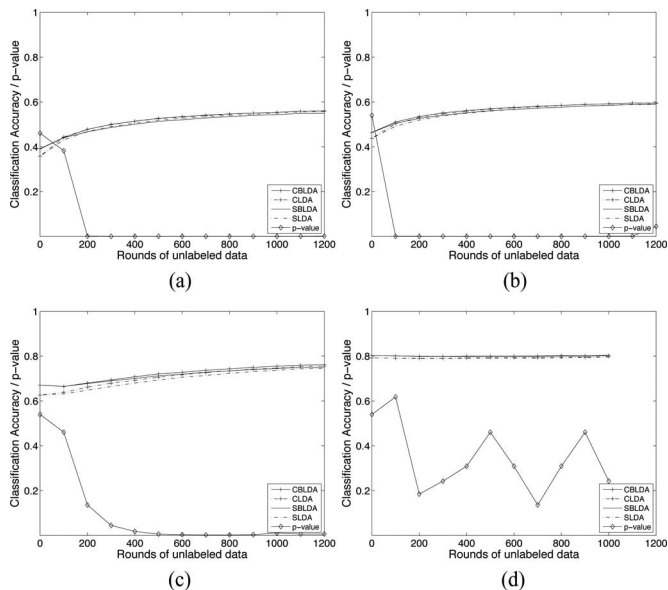 1
0.8
0.6
0.4
0.2
0 200 400 600 800 1000 1200
Classification Accuracy / p-value
Rounds of unlabeled data
CBLDA
CLDA
SBLDA
SLDA
p-value
(a)
1
0.8
0.6
0.4
0.2
0 200 400 600 800 1000 1200
Classification Accuracy / p-value
Rounds of unlabeled data
CBLDA
CLDA
SBLDA
SLDA
p-value
(b)
1
0.8
0.6
0.4
0.2
0 200 400 600 800 1000 1200
Classification Accuracy / p-value
Rounds of unlabeled data
CBLDA
CLDA
SBLDA
SLDA
p-value
(c)
1
0.8
0.6
0.4
0.2
0 200 400 600 800 1000 1200
Classification Accuracy / p-value
Rounds of unlabeled data
CBLDA
CLDA
SBLDA
SLDA
p-value
(d)